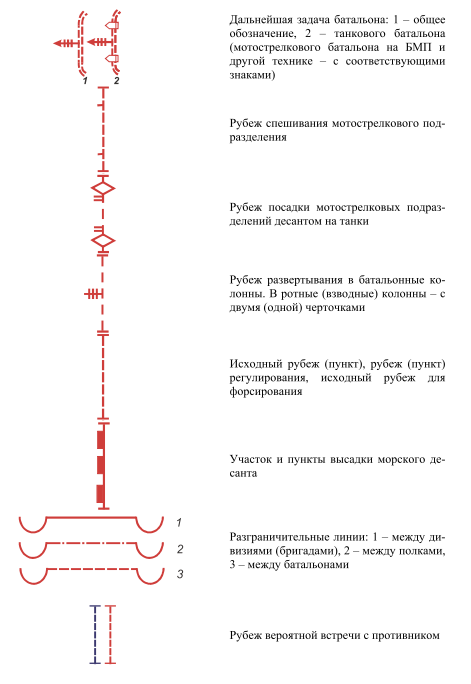 Дальнейшая задача батальона: 1 – общее
обозначение, 2 – танкового батальона
(мотострелкового батальона на БМП и
другой технике – с соответствующими
знаками)
1 2
Рубеж спешивания мотострелкового под-
разделения
Рубеж посадки мотострелковых подраз-
делений десантом на танки
Рубеж развертывания в батальонные ко-
лонны. В ротные (взводные) колонны – с
двумя (одной) черточками
Исходный рубеж (пункт), рубеж (пункт)
регулирования, исходный рубеж для
форсирования
Участок и пункты высадки морского де-
санта
1
2
3
Разграничительные линии: 1 – между ди-
визиями (бригадами), 2 – между полками,
3 – между батальонами
Рубеж вероятной встречи с противником